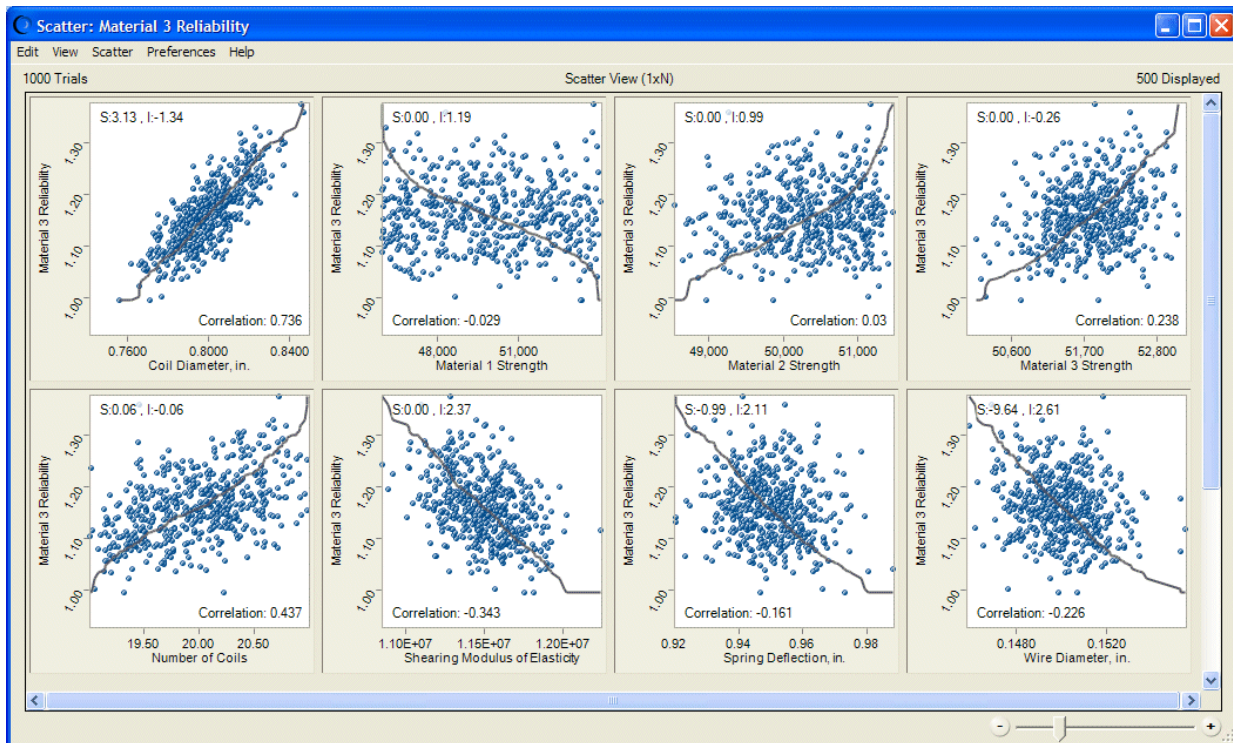 Scatter: Material 3 Reliability
Edit View Scatter Preferences Help
1000 Trials Scatter View (1xN) 500 Displayed
S:3.13 , I:-1.34
Material 3 Reliability
1.30
1.20
1.10
1.00
Correlation: 0.736
0.7600 0.8000 0.8400
Coil Diameter, in.
S:0.00 , I:1.19
Material 3 Reliability
1.30
1.20
1.10
1.00
Correlation: -0.029
48,000 51,000
Material 1 Strength
S:0.00 , I:0.99
Material 3 Reliability
1.30
1.20
1.10
1.00
Correlation: 0.03
49,000 50,000 51,000
Material 2 Strength
S:0.00 , I:-0.26
Material 3 Reliability
1.30
1.20
1.10
1.00
Correlation: 0.238
50,600 51,700 52,800
Material 3 Strength
S:0.06 , I:-0.06
Material 3 Reliability
1.30
1.20
1.10
1.00
Correlation: 0.437
19.50 20.00 20.50
Number of Coils
S:0.00 , I:2.37
Material 3 Reliability
1.30
1.20
1.10
1.00
Correlation: -0.343
1.10E+07 1.15E+07 1.20E+07
Shearing Modulus of Elasticity
S:-0.99 , I:2.11
Material 3 Reliability
1.30
1.20
1.10
1.00
Correlation: -0.161
0.92 0.94 0.96 0.98
Spring Deflection, in.
S:-9.64 , I:2.61
Material 3 Reliability
1.30
1.20
1.10
1.00
Correlation: -0.226
0.1480 0.1520
Wire Diameter, in.